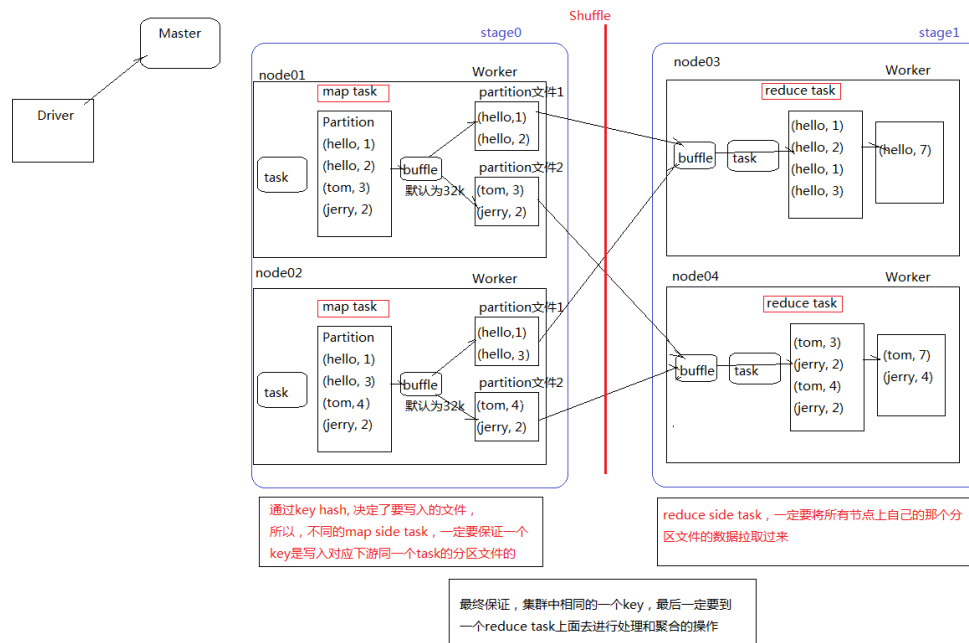 Master
Driver
Shuffle
stage0
node01
Worker
map task
partition文件1
Partition
(hello, 1)
(hello, 2)
(tom, 3)
(jerry, 2)
task
buffle
默认为32k
(hello,1)
(hello, 2)
partition文件2
(tom, 3)
(jerry, 2)
node02
Worker
map task
partition文件1
Partition
(hello, 1)
(hello, 3)
(tom, 4)
(jerry, 2)
task
buffle
默认为32k
(hello,1)
(hello, 3)
partition文件2
(tom, 4)
(jerry, 2)
stage1
node03
Worker
reduce task
buffle
task
(hello, 1)
(hello, 2)
(hello, 1)
(hello, 3)
(hello, 7)
node04
Worker
reduce task
buffle
task
(tom, 3)
(jerry, 2)
(tom, 4)
(jerry, 2)
(tom, 7)
(jerry, 4)
通过key hash, 决定了要写入的文件，
所以，不同的map side task，一定要保证一个
key是写入对应下游同一个task的分区文件的
reduce side task，一定要将所有节点上自己的那个分
区文件的数据拉取过来
最终保证，集群中相同的一个key，最后一定要到
一个reduce task上面去进行处理和聚合的操作